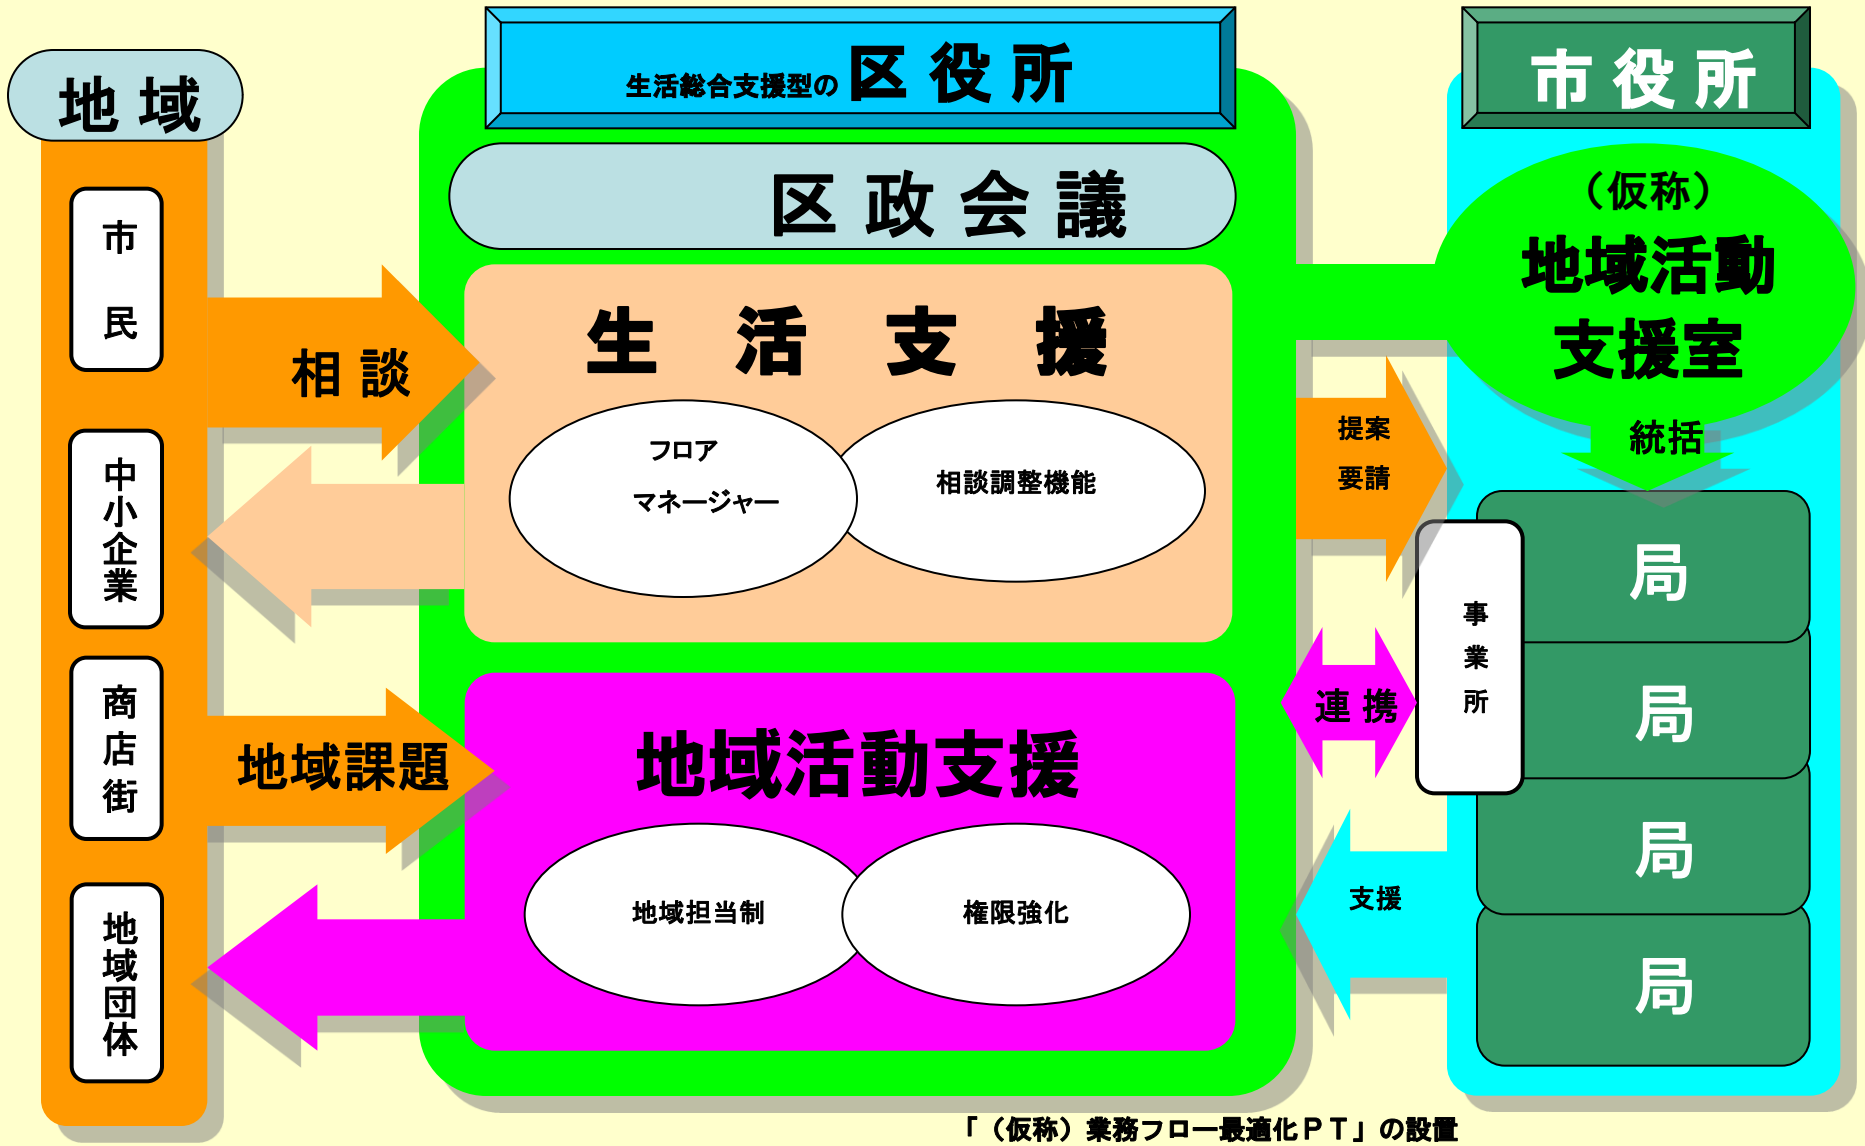 地域
市民
中小企業
商店街
地域団体
相談
地域課題
生活総合支援型の区役所
区政会議
生活支援
フロア
マネージャー
相談調整機能
地域活動支援
地域担当制
権限強化
提案
要請
連携
支援
市役所
（仮称）
地域活動
支援室
統括
事業所
局
局
局
局
「（仮称）業務フロー最適化ＰＴ」の設置